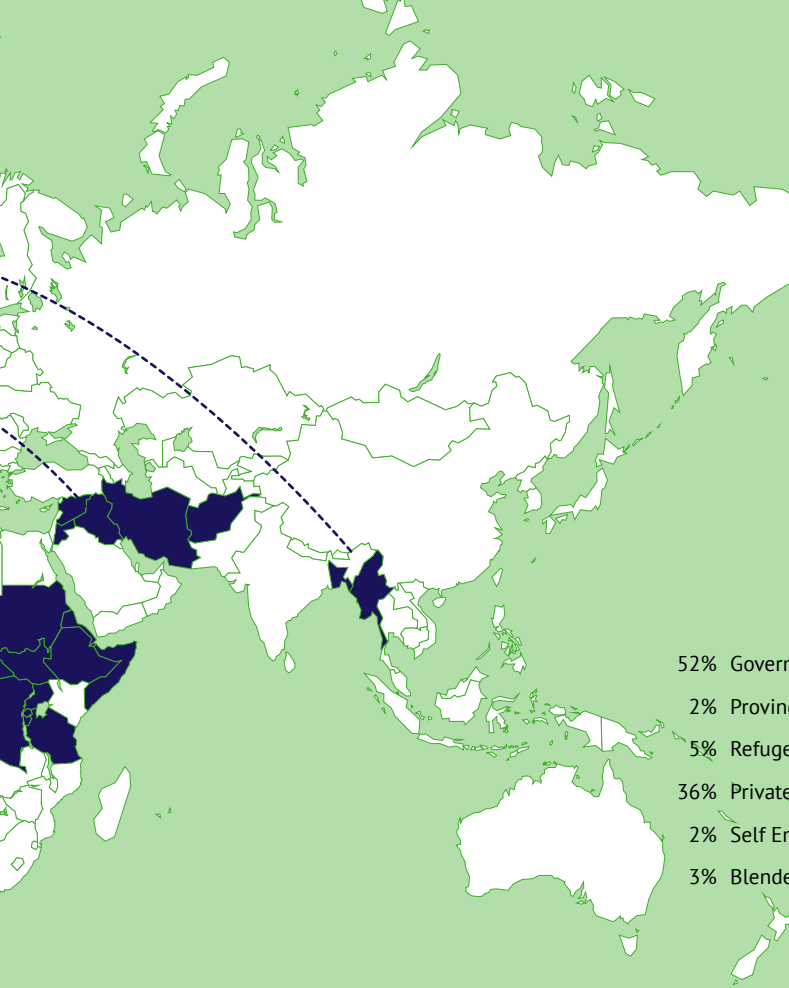 52% Govern
2% Provinc
5% Refuge
36% Private
2% Self En
3% Blende